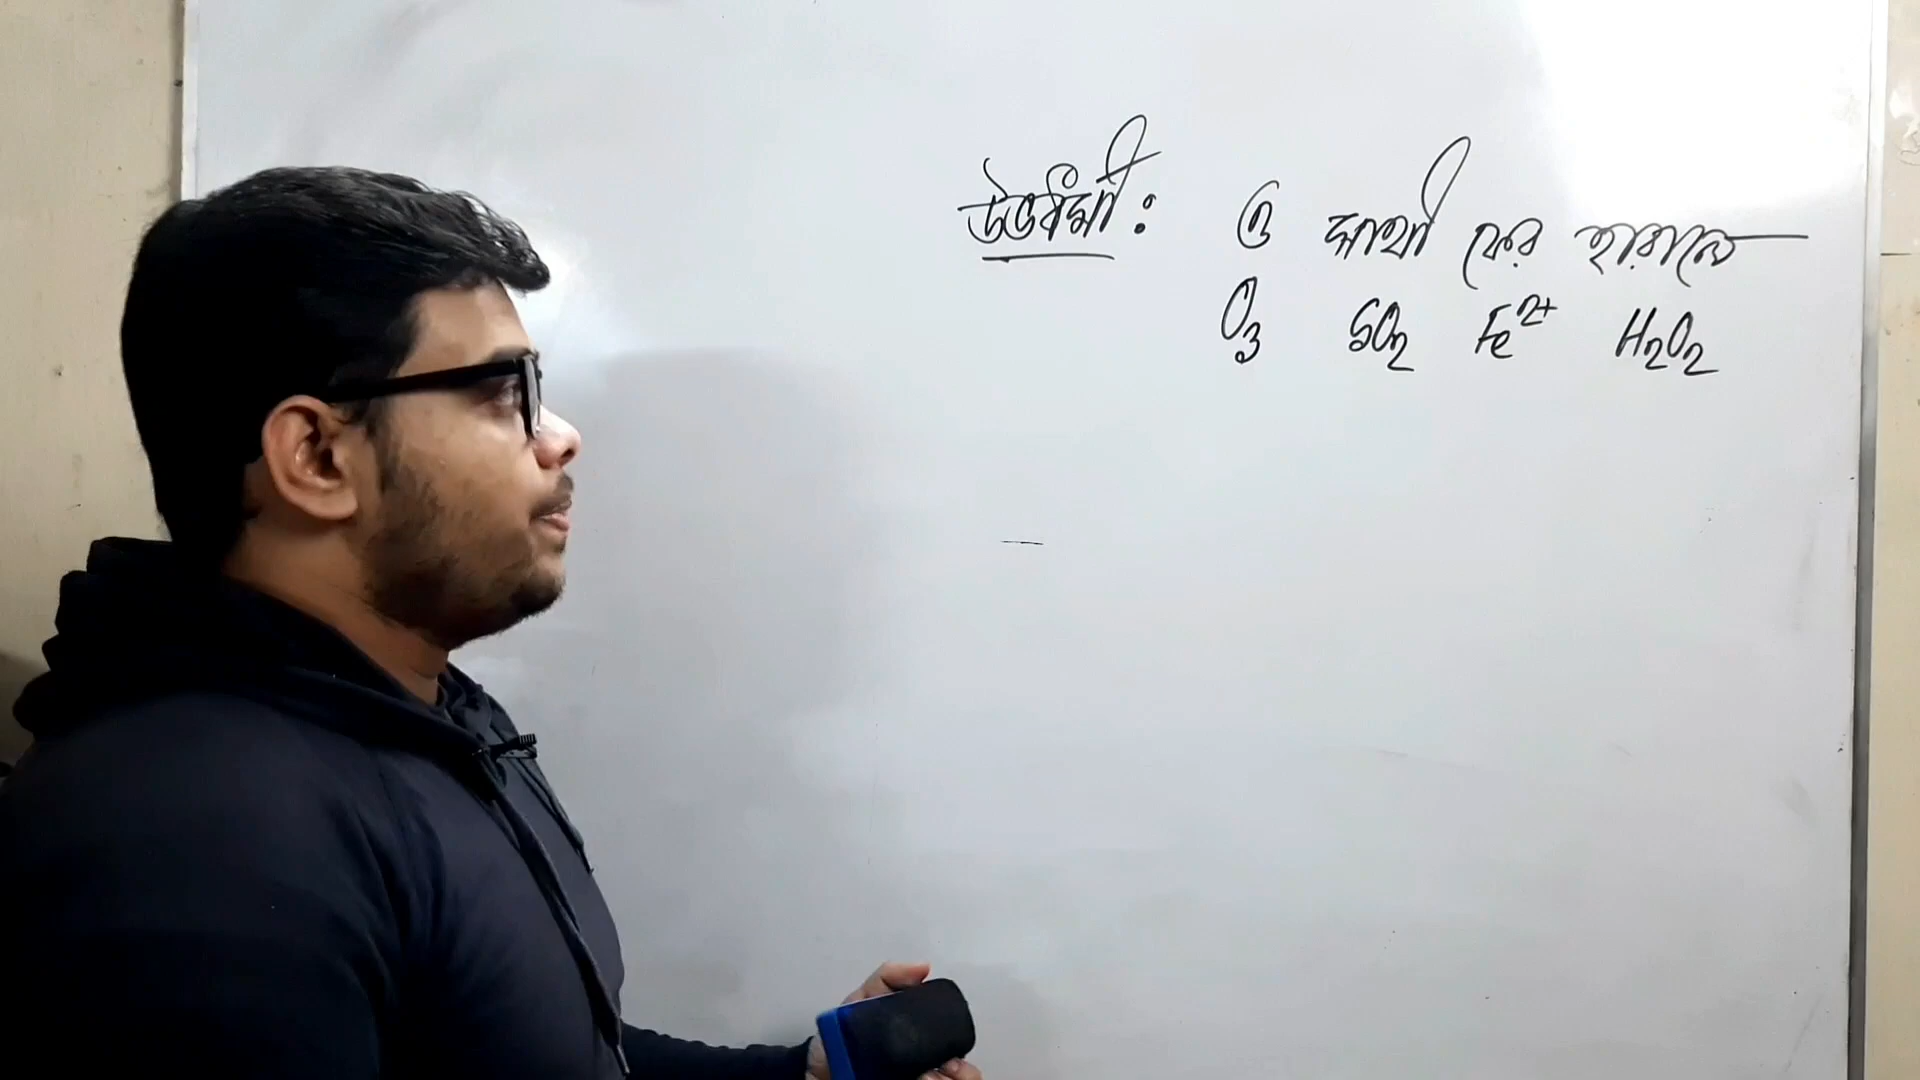 উভধর্মী : ও সাথী ফের হারালে
O₃ SO₂ Fe²⁺ H₂O₂